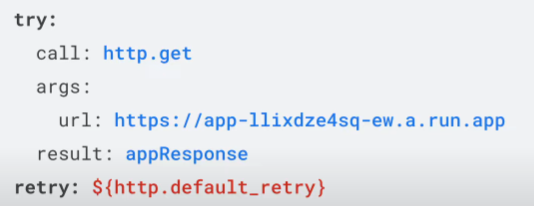 try:
call: http.get
args:
url: https://app-llixdze4sq-ew.a.run.app
result: appResponse
retry: ${http.default_retry}